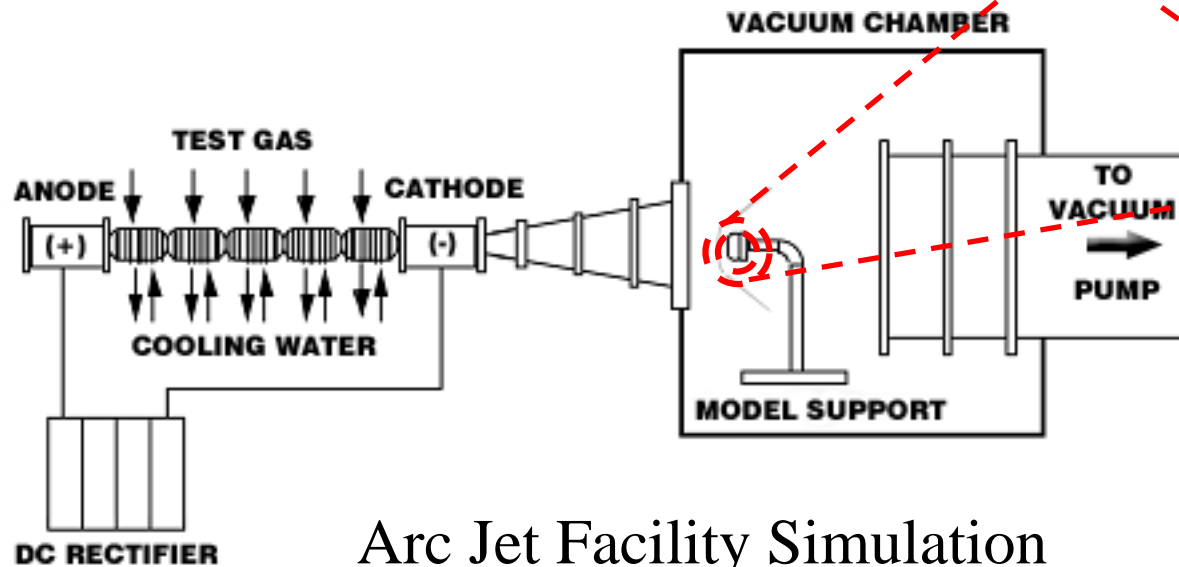 VACUUM CHAMBER
TEST GAS
ANODE
CATHODE
(+)
(-)
TO
VACUUM
PUMP
COOLING WATER
MODEL SUPPORT
DC RECTIFIER
Arc Jet Facility Simulation